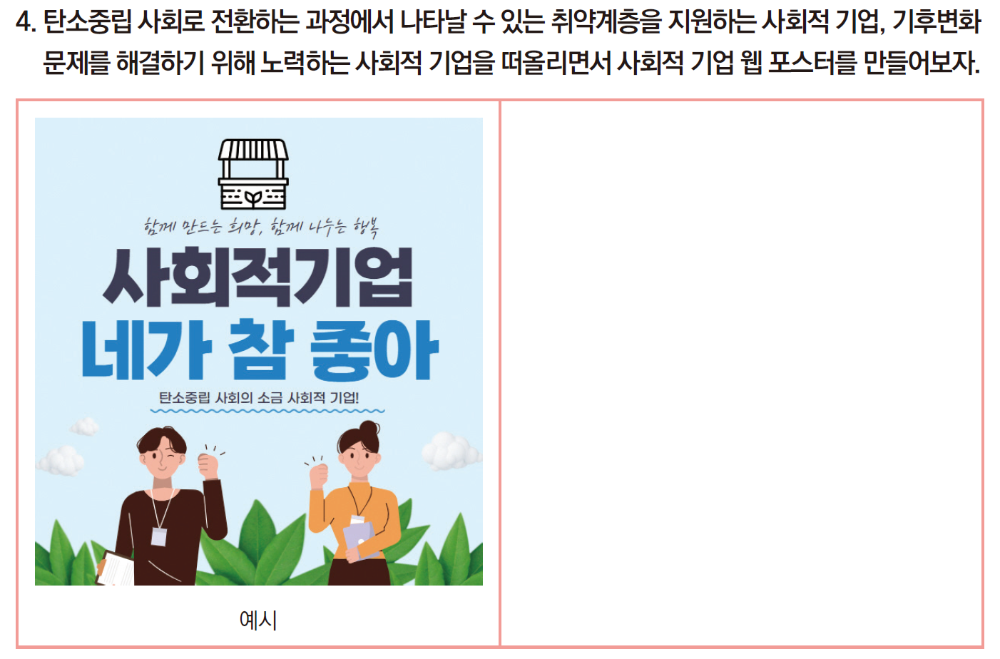 4. 탄소중립 사회로 전환하는 과정에서 나타날 수 있는 취약계층을 지원하는 사회적 기업, 기후변화
문제를 해결하기 위해 노력하는 사회적 기업을 떠올리면서 사회적 기업 웹 포스터를 만들어보자.
함께 만드는 희망, 함께 나누는 행복
사회적기업
네가 참 좋아
탄소중립 사회의 소금 사회적 기업!
예시